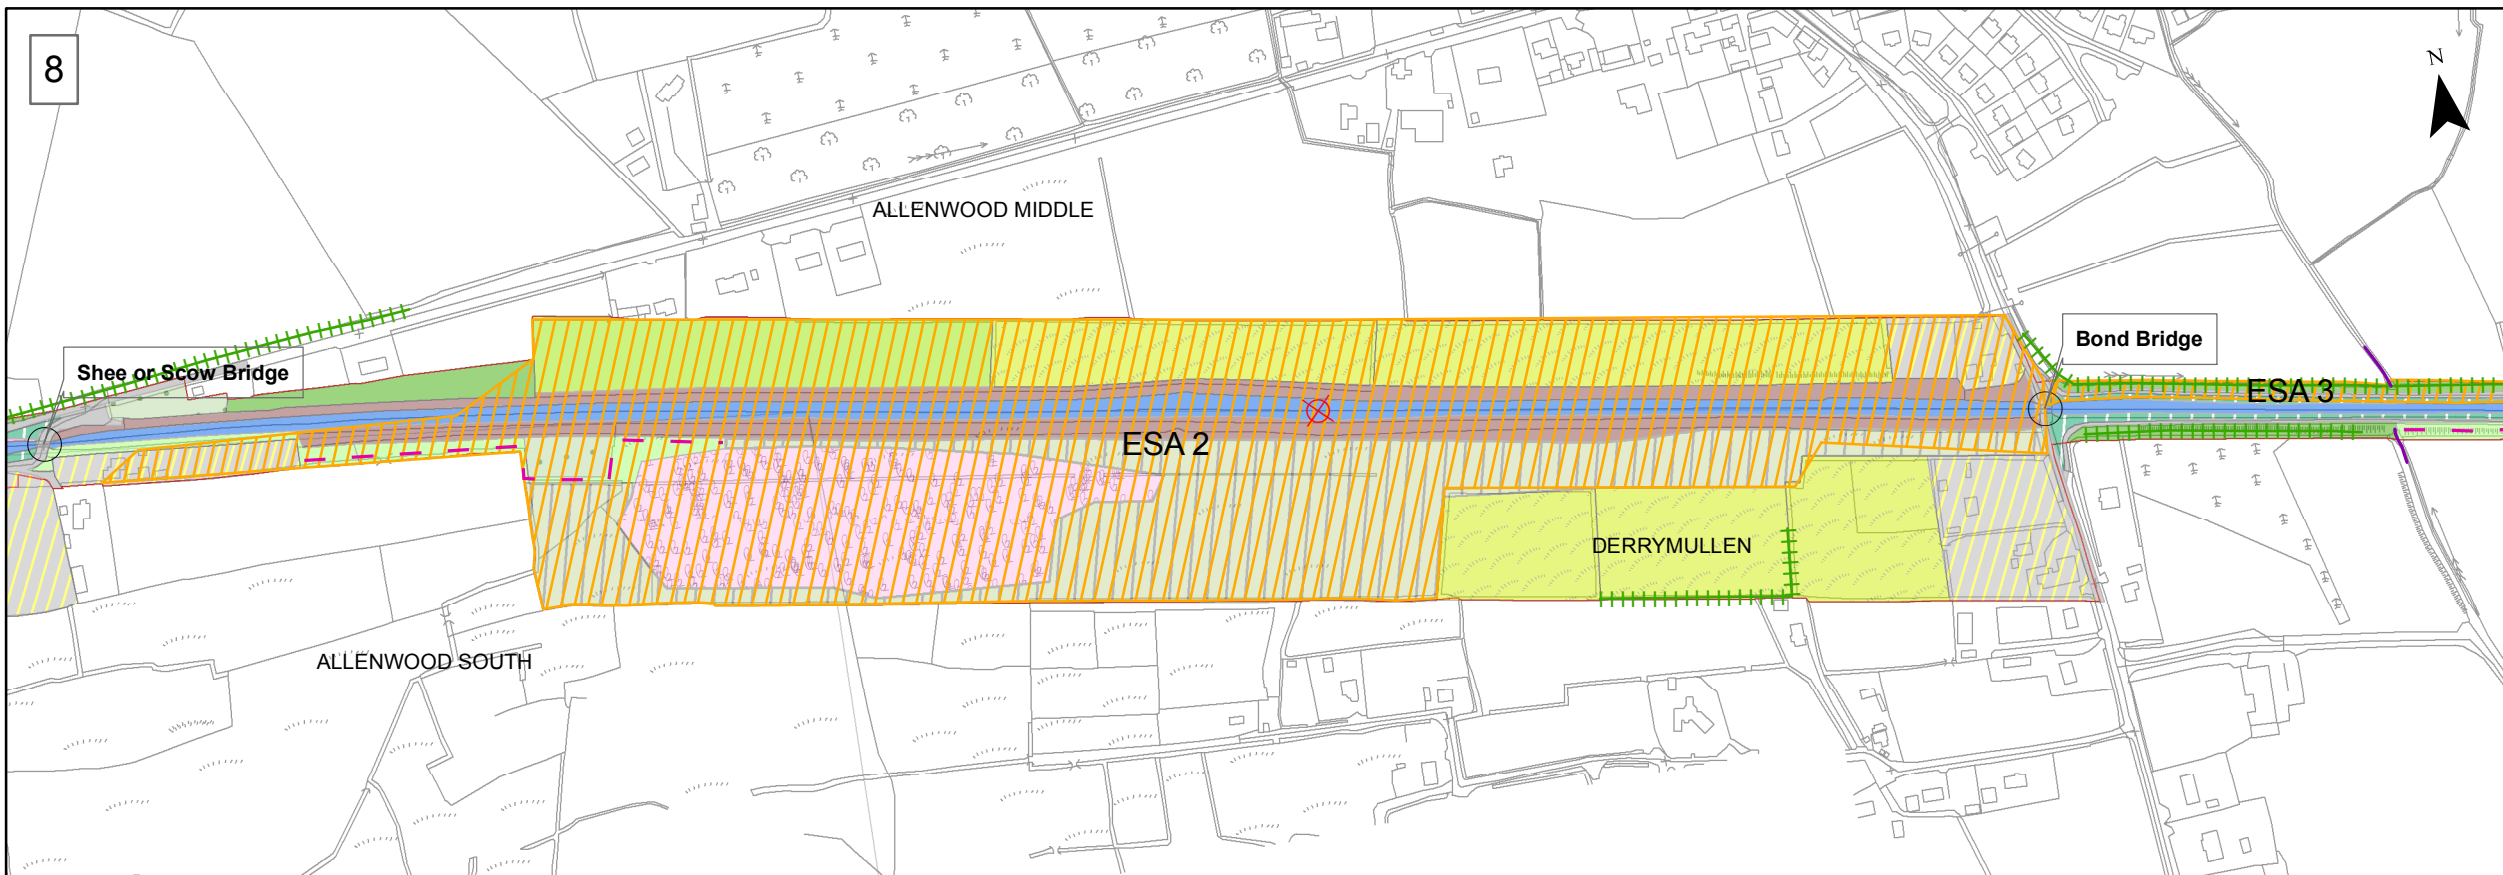 8
N
ALLENWOOD MIDDLE
Bond Bridge
Shee or Scow Bridge
ESA 3
ESA 2
DERRYMULLEN
ALLENWOOD SOUTH